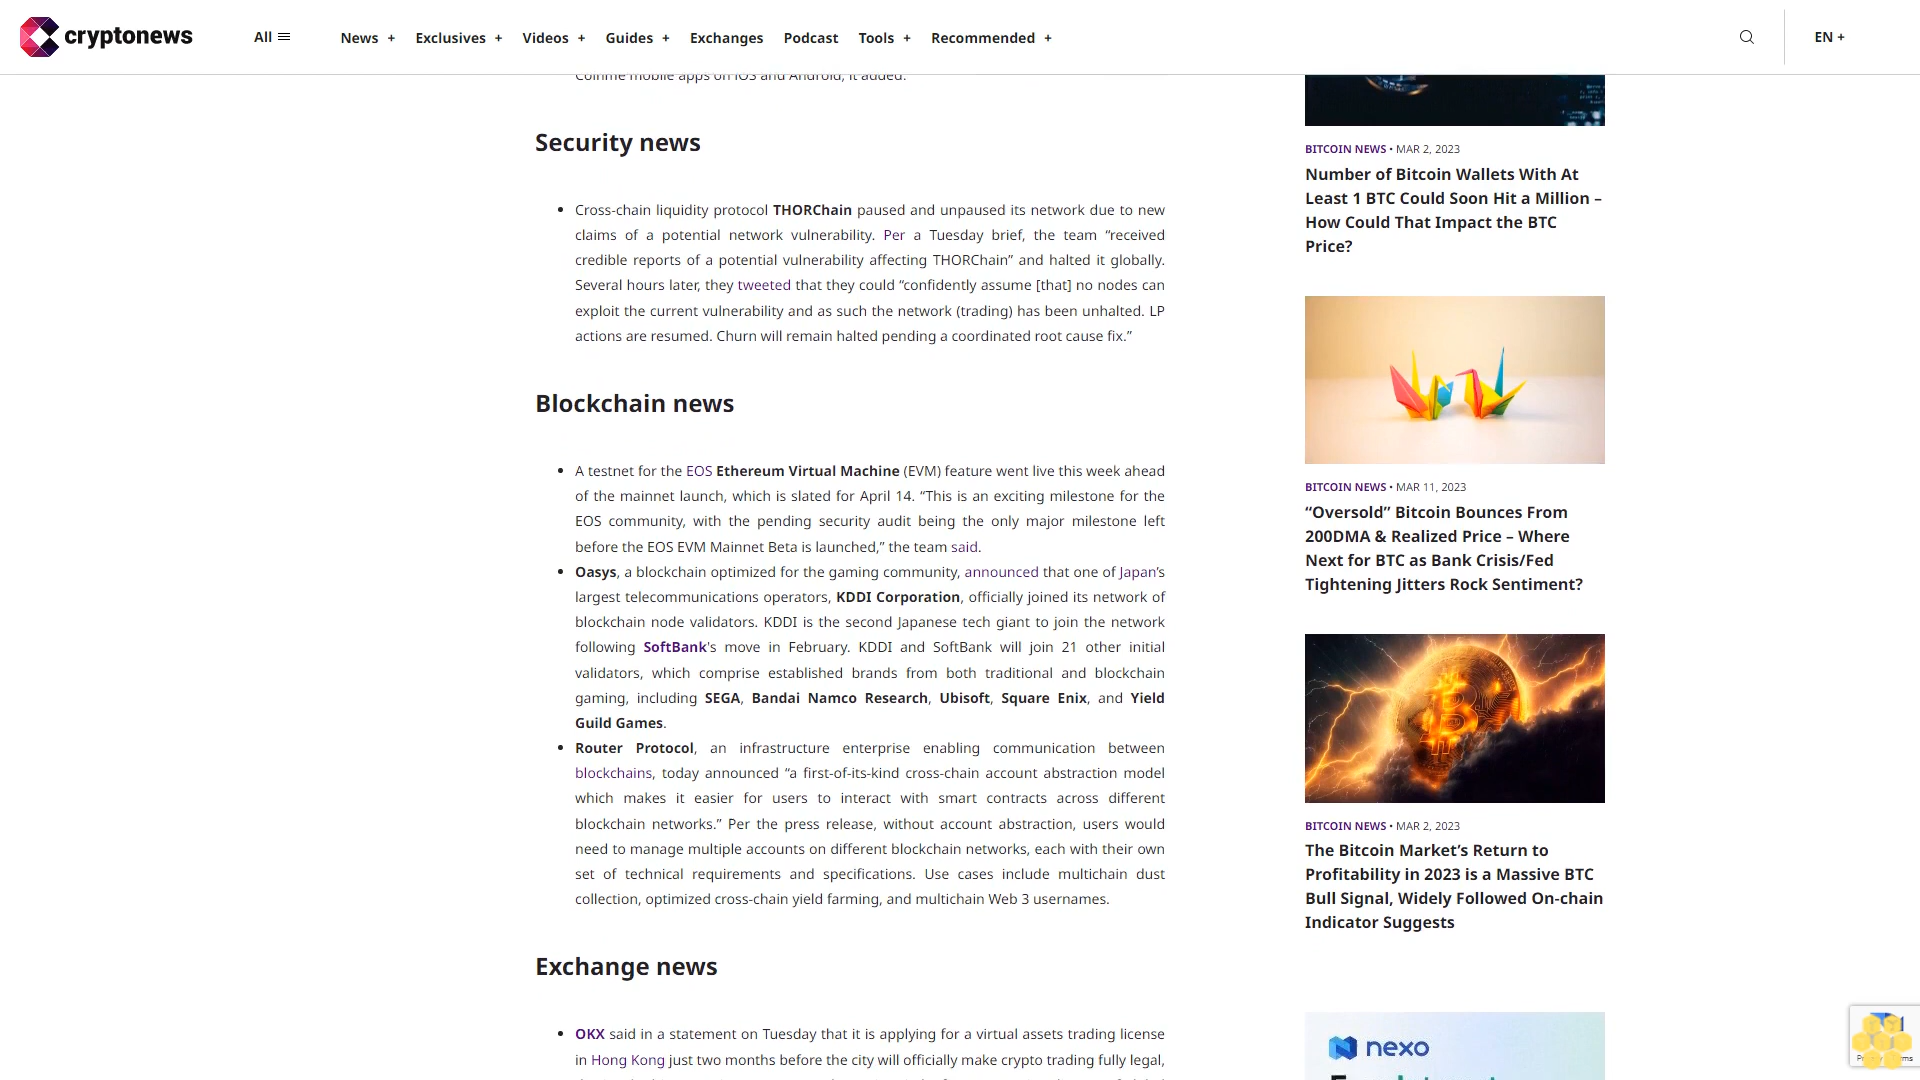 cryptonews
All
News +
Exclusives +
Videos +
Guides +
Exchanges
Podcast
Tools +
Recommended +
EN +
Coinme mobile apps on iOS and Android, it added.
Security news
• Cross-chain liquidity protocol THORChain paused and unpaused its network due to new
claims of a potential network vulnerability. Per a Tuesday brief, the team “received
credible reports of a potential vulnerability affecting THORChain” and halted it globally.
Several hours later, they tweeted that they could “confidently assume [that] no nodes can
exploit the current vulnerability and as such the network (trading) has been unhalted. LP
actions are resumed. Churn will remain halted pending a coordinated root cause fix.”
Blockchain news
• A testnet for the EOS Ethereum Virtual Machine (EVM) feature went live this week ahead
of the mainnet launch, which is slated for April 14. “This is an exciting milestone for the
EOS community, with the pending security audit being the only major milestone left
before the EOS EVM Mainnet Beta is launched,” the team said.
• Oasys, a blockchain optimized for the gaming community, announced that one of Japan’s
largest telecommunications operators, KDDI Corporation, officially joined its network of
blockchain node validators. KDDI is the second Japanese tech giant to join the network
following SoftBank's move in February. KDDI and SoftBank will join 21 other initial
validators, which comprise established brands from both traditional and blockchain
gaming, including SEGA, Bandai Namco Research, Ubisoft, Square Enix, and Yield
Guild Games.
• Router Protocol, an infrastructure enterprise enabling communication between
blockchains, today announced “a first-of-its-kind cross-chain account abstraction model
which makes it easier for users to interact with smart contracts across different
blockchain networks.” Per the press release, without account abstraction, users would
need to manage multiple accounts on different blockchain networks, each with their own
set of technical requirements and specifications. Use cases include multichain dust
collection, optimized cross-chain yield farming, and multichain Web 3 usernames.
Exchange news
• OKX said in a statement on Tuesday that it is applying for a virtual assets trading license
in Hong Kong just two months before the city will officially make crypto trading fully legal,
BITCOIN NEWS • MAR 2, 2023
Number of Bitcoin Wallets With At
Least 1 BTC Could Soon Hit a Million –
How Could That Impact the BTC
Price?
BITCOIN NEWS • MAR 11, 2023
“Oversold” Bitcoin Bounces From
200DMA & Realized Price – Where
Next for BTC as Bank Crisis/Fed
Tightening Jitters Rock Sentiment?
BITCOIN NEWS • MAR 2, 2023
The Bitcoin Market’s Return to
Profitability in 2023 is a Massive BTC
Bull Signal, Widely Followed On-chain
Indicator Suggests
nexo